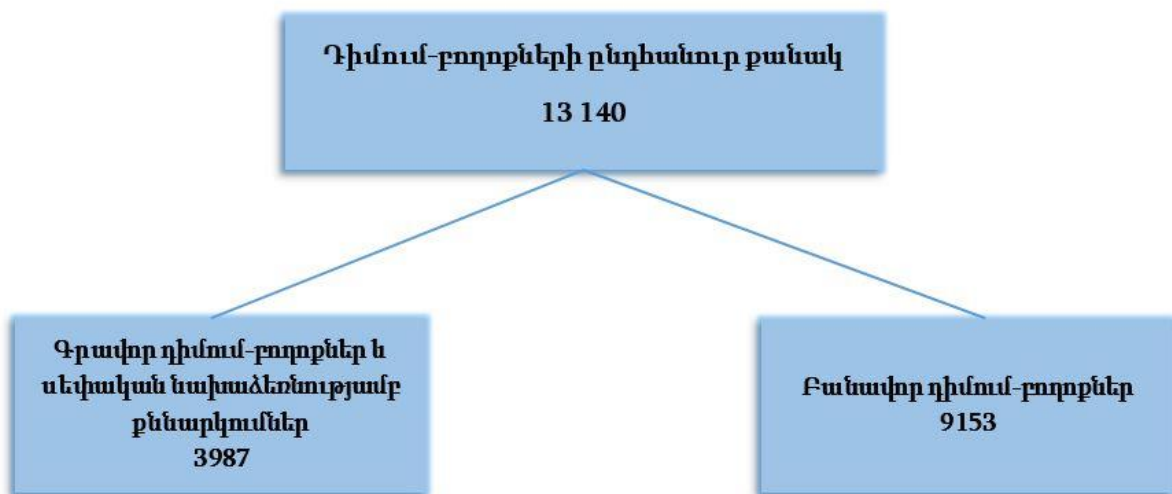 Դիմում-բողոքների ընդհանուր քանակ
13 140
Գրավոր դիմում-բողոքներ և
սեփական նախաձեռնությամբ
քննարկումներ
3987
Բանավոր դիմում-բողոքներ
9153